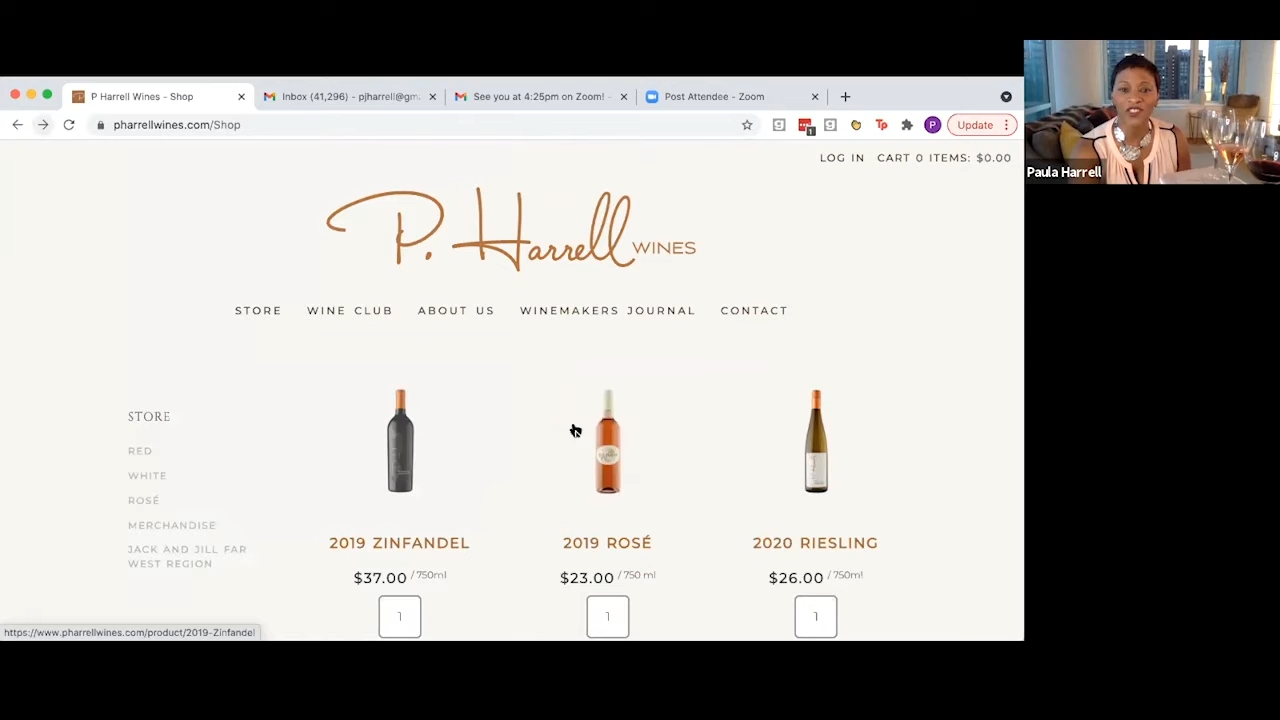 P Harrell Wines - Shop
Inbox (41,296) - pjharrell@gm
See you at 4:25pm on Zoom! -
Post Attendee - Zoom
pharrellwines.com/Shop
1
Tp
P
Update
Paula Harrell
LOG IN CART 0 ITEMS: $0.00
P. Harrell WINES
STORE WINE CLUB ABOUT US WINEMAKERS JOURNAL CONTACT
STORE
RED
WHITE
ROSÉ
MERCHANDISE
JACK AND JILL FAR
WEST REGION
2019 ZINFANDEL
$37.00 / 750ml
1
2019 ROSÉ
$23.00 / 750 ml
1
2020 RIESLING
$26.00 / 750ml
1
https://www.pharrellwines.com/product/2019-Zinfandel